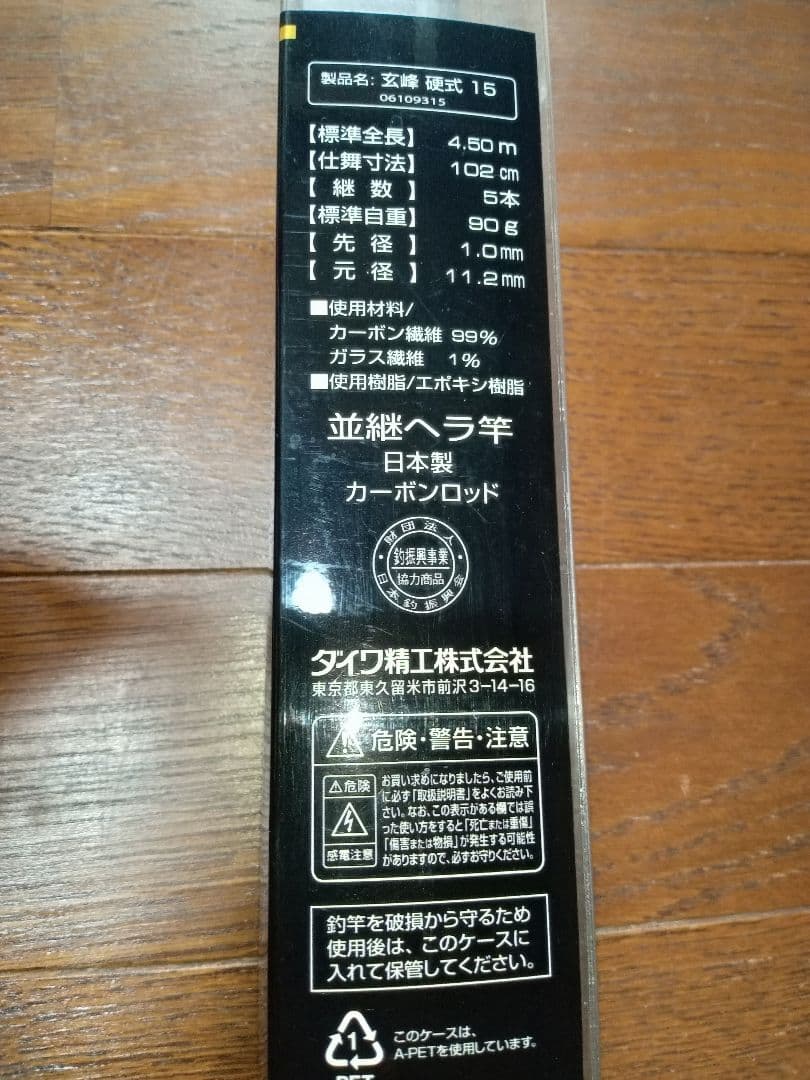 製品名: 玄峰 硬式 15
06109315
【標準全長】 4.50 m
【仕舞寸法】 102 cm
【 継 数 】 5本
【標準自重】 90 g
【 先 径 】 1.0mm
【 元 径 】 11.2mm
■使用材料/
カーボン繊維 99%
ガラス繊維 1%
■使用樹脂/エポキシ樹脂
並継ヘラ竿
日本製
カーボンロッド
財団法人
釣振興事業
協力商品
日本釣振興会
ダイワ精工株式会社
東京都東久留米市前沢3-14-16
危険・警告・注意
危険
感電注意
お買い求めになりましたら、ご使用前
に必ず「取扱説明書」をよくお読み下
さい。なお、この表示がある欄では誤
った使い方をすると「死亡または重傷」
「傷害または物損」が発生する可能性
がありますので、必ずお守りください。
釣竿を破損から守るため
使用後は、このケースに
入れて保管してください。
1
このケースは、
A-PETを使用しています。
PET